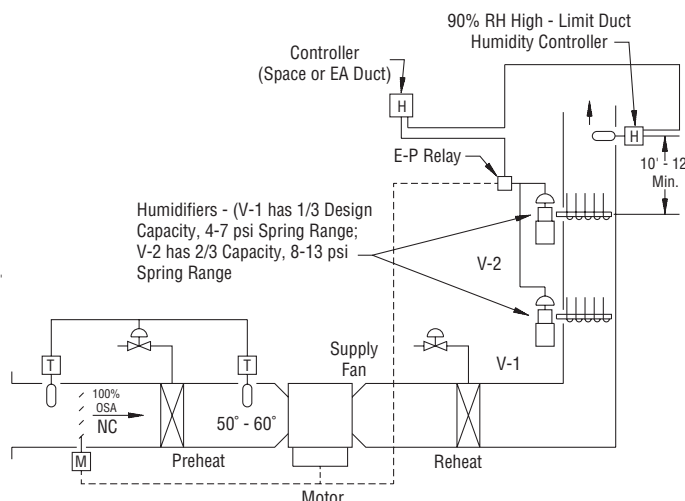 90% RH High - Limit Duct
Humidity Controller
Controller
(Space or EA Duct)
H
H
E-P Relay
10' - 12
Min.
Humidifiers - (V-1 has 1/3 Design
Capacity, 4-7 psi Spring Range;
V-2 has 2/3 Capacity, 8-13 psi
Spring Range
V-2
V-1
Supply
Fan
T
T
100%
OSA
NC
50° - 60°
M
Preheat
Reheat
Motor